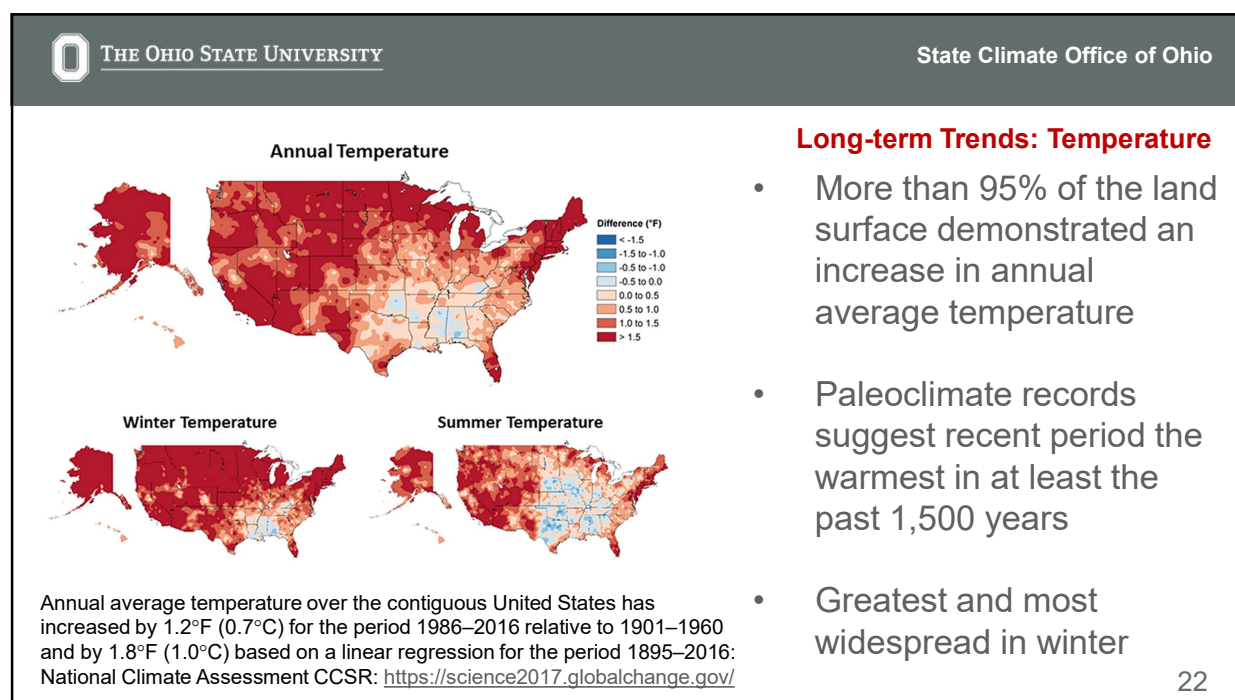 THE OHIO STATE UNIVERSITY
State Climate Office of Ohio
Annual Temperature
Difference (°F)
< -1.5
-1.5 to -1.0
-0.5 to -1.0
-0.5 to 0.0
0.0 to 0.5
0.5 to 1.0
1.0 to 1.5
> 1.5
Winter Temperature
Summer Temperature
Annual average temperature over the contiguous United States has
increased by 1.2°F (0.7°C) for the period 1986–2016 relative to 1901–1960
and by 1.8°F (1.0°C) based on a linear regression for the period 1895–2016:
National Climate Assessment CCSR: https://science2017.globalchange.gov/
Long-term Trends: Temperature
• More than 95% of the land
surface demonstrated an
increase in annual
average temperature
• Paleoclimate records
suggest recent period the
warmest in at least the
past 1,500 years
• Greatest and most
widespread in winter
22